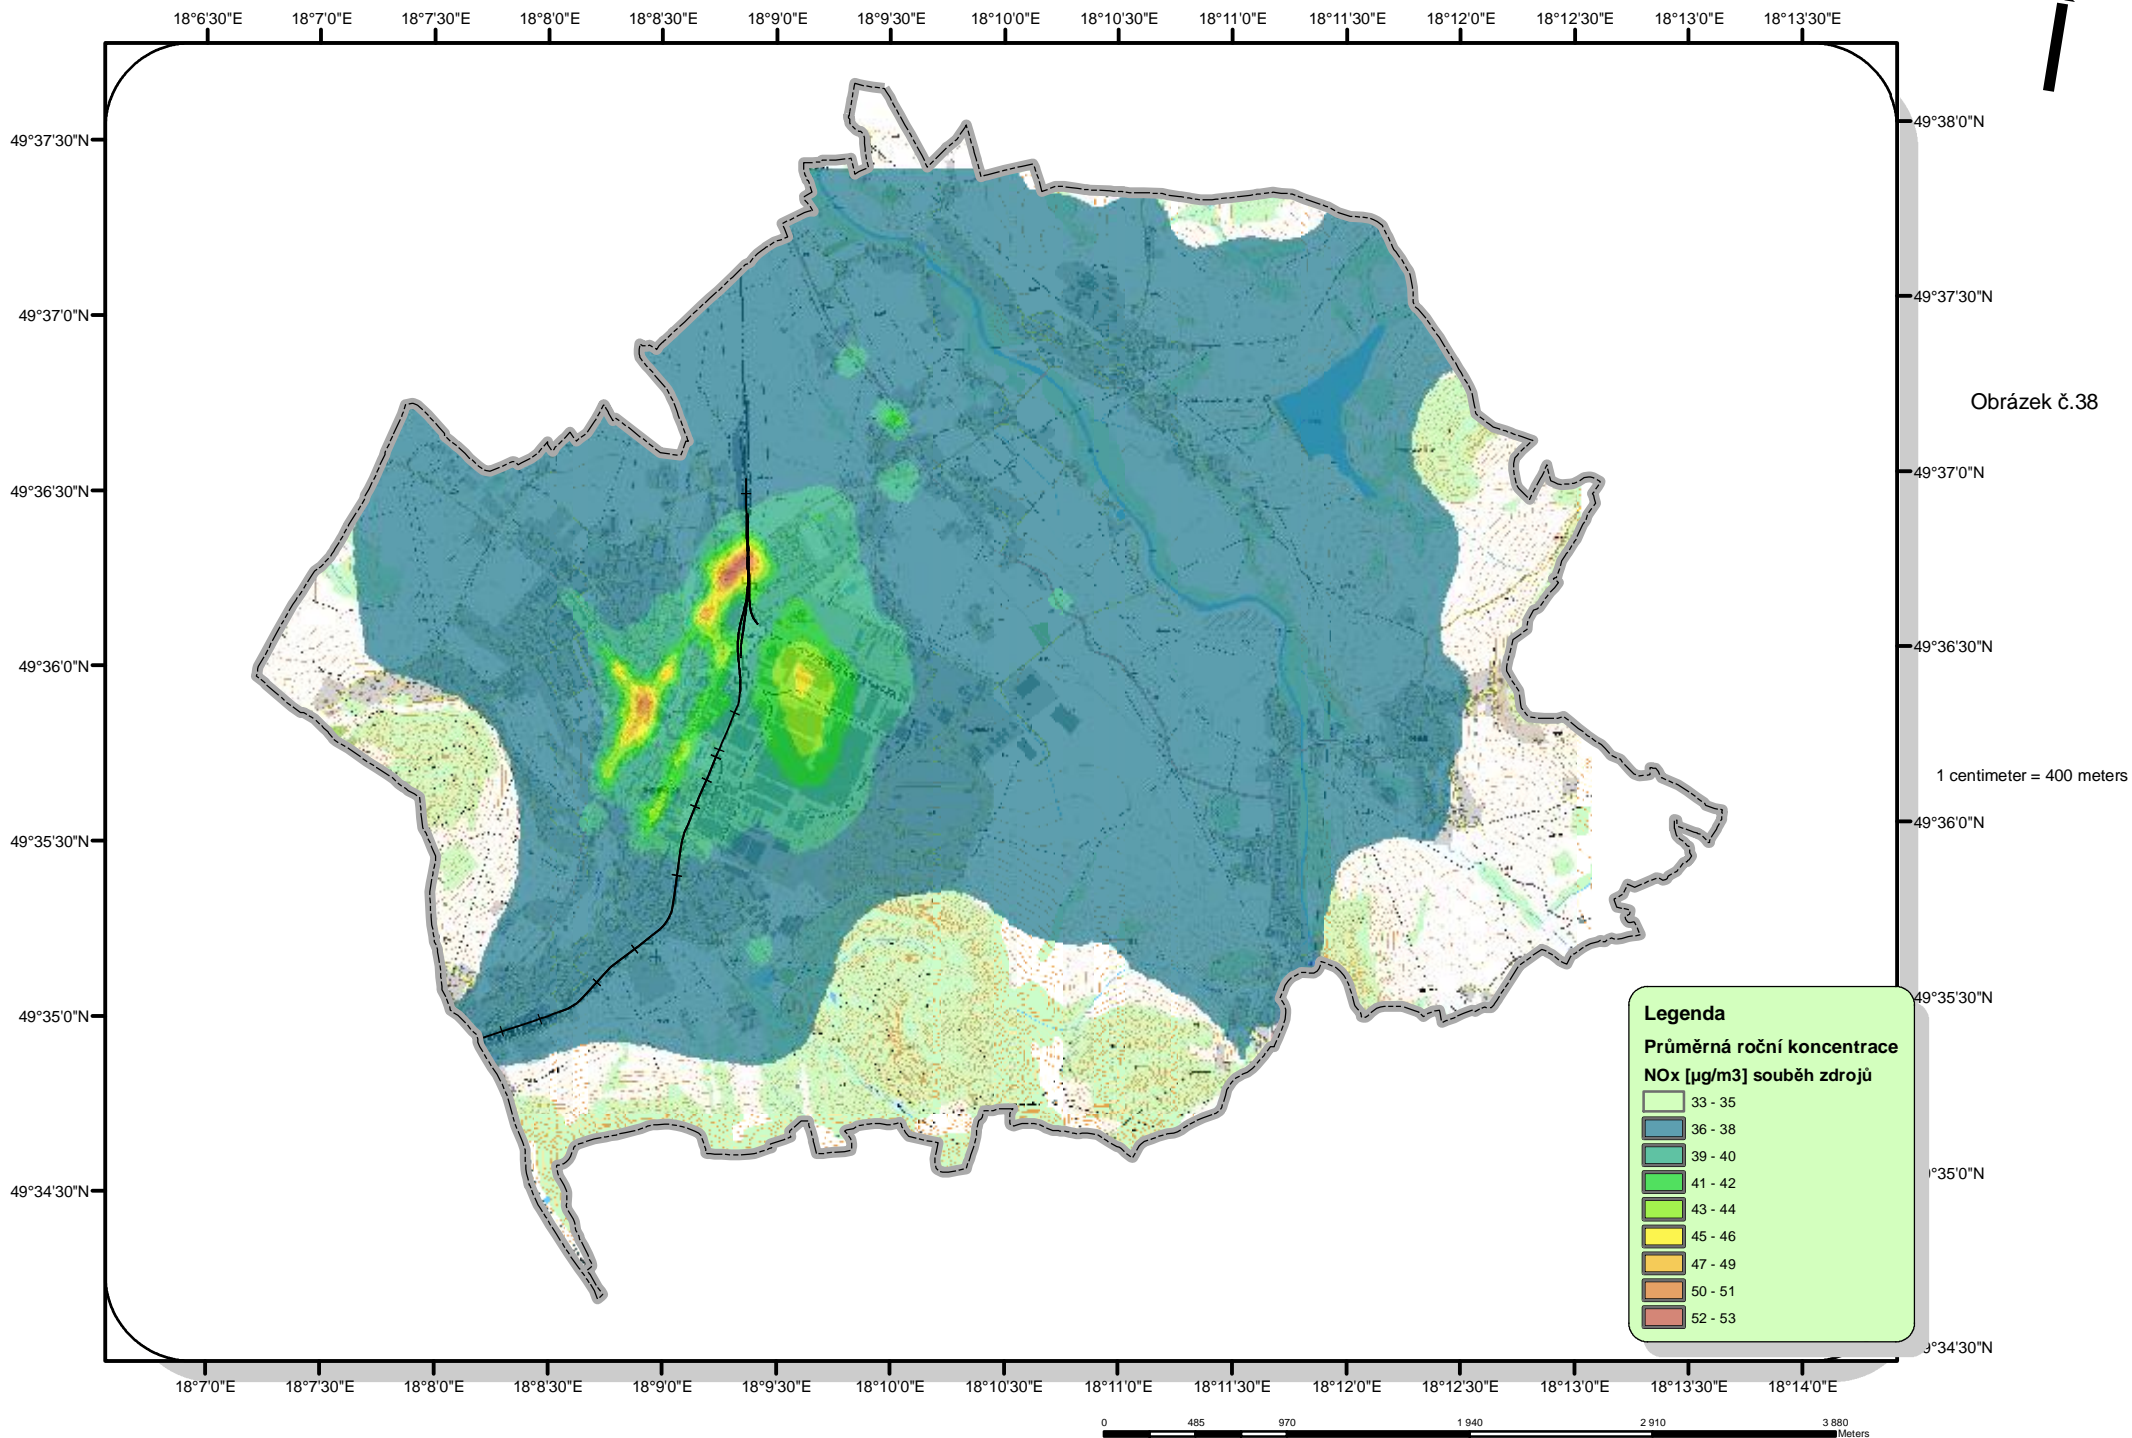 18°6'30"E 18°7'0"E 18°7'30"E 18°8'0"E 18°8'30"E 18°9'0"E 18°9'30"E 18°10'0"E 18°10'30"E 18°11'0"E 18°11'30"E 18°12'0"E 18°12'30"E 18°13'0"E 18°13'30"E
49°38'0"N
49°37'30"N
49°37'30"N
49°37'0"N
Obrázek č.38
49°37'0"N
49°36'30"N
49°36'30"N
49°36'0"N
1 centimeter = 400 meters
49°36'0"N
49°35'30"N
49°35'30"N
49°35'0"N
Legenda
Průměrná roční koncentrace
NOx [µg/m3] souběh zdrojů
33 - 35
36 - 38
39 - 40
41 - 42
43 - 44
45 - 46
47 - 49
50 - 51
52 - 53
°35'0"N
49°34'30"N
°34'30"N
18°7'0"E 18°7'30"E 18°8'0"E 18°8'30"E 18°9'0"E 18°9'30"E 18°10'0"E 18°10'30"E 18°11'0"E 18°11'30"E 18°12'0"E 18°12'30"E 18°13'0"E 18°13'30"E 18°14'0"E
0 485 970 1 940 2 910 3 880
Meters